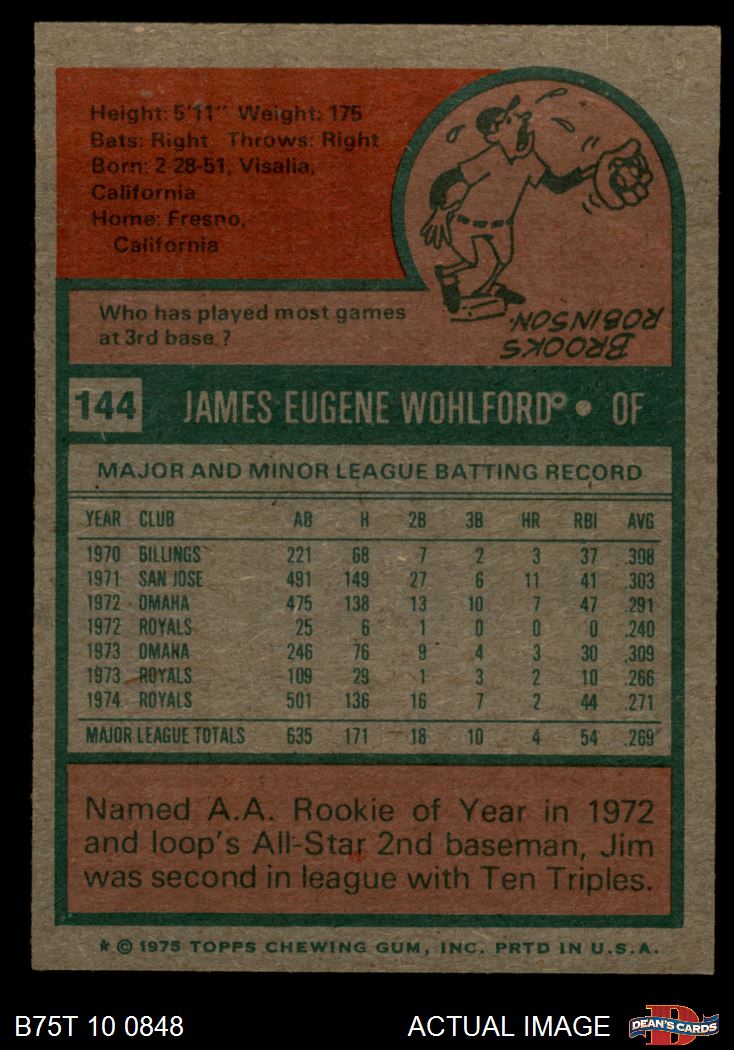 Height: 5'11" Weight: 175
Bats: Right Throws: Right
Born: 2-28-51, Visalia,
California
Home: Fresno,
California
Who has played most games
at 3rd base?
BROOKS
ROBINSON.
144 JAMES EUGENE WOHLFORD • OF
MAJOR AND MINOR LEAGUE BATTING RECORD
YEAR CLUB AB H 2B 3B HR RBI AVG
1970 BILLINGS 221 68 7 2 3 37 .308
1971 SAN JOSE 491 149 27 6 11 41 .303
1972 OMAHA 475 138 13 10 7 47 .291
1972 ROYALS 25 6 1 0 0 0 .240
1973 OMAHA 246 76 9 4 3 30 .309
1973 ROYALS 109 29 1 3 2 10 .266
1974 ROYALS 501 136 16 7 2 44 .271
MAJOR LEAGUE TOTALS 635 171 18 10 4 54 .269
Named A.A. Rookie of Year in 1972
and loop's All-Star 2nd baseman, Jim
was second in league with Ten Triples.
* © 1975 TOPPS CHEWING GUM, INC. PRTD IN U.S.A.
B75T 10 0848 ACTUAL IMAGE DEAN'S CARDS